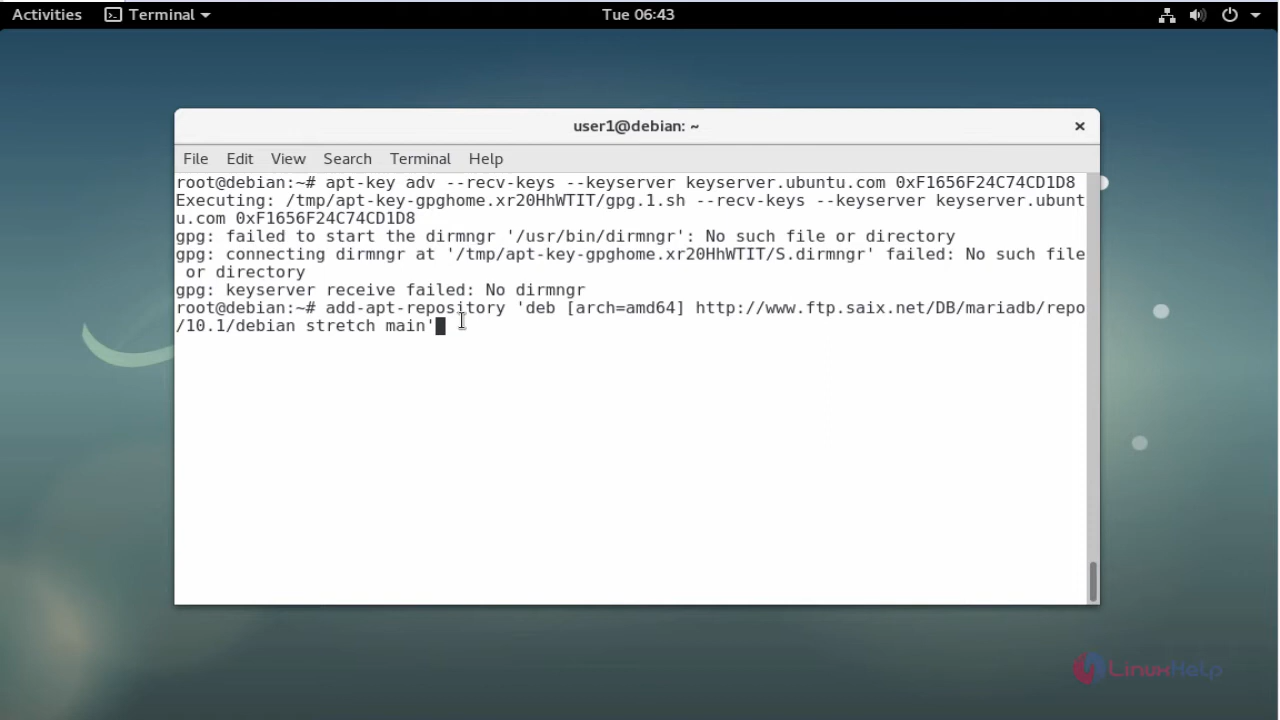 Activities Terminal Tue 06:43
user1@debian: ~ ×
File Edit View Search Terminal Help
root@debian:~# apt-key adv --recv-keys --keyserver keyserver.ubuntu.com 0xF1656F24C74CD1D8
Executing: /tmp/apt-key-gpghome.xr20HhWTIT/gpg.1.sh --recv-keys --keyserver keyserver.ubunt
u.com 0xF1656F24C74CD1D8
gpg: failed to start the dirmngr '/usr/bin/dirmngr': No such file or directory
gpg: connecting dirmngr at '/tmp/apt-key-gpghome.xr20HhWTIT/S.dirmngr' failed: No such file
 or directory
gpg: keyserver receive failed: No dirmngr
root@debian:~# add-apt-repository 'deb [arch=amd64] http://www.ftp.saix.net/DB/mariadb/repo
/10.1/debian stretch main'
LinuxHelp